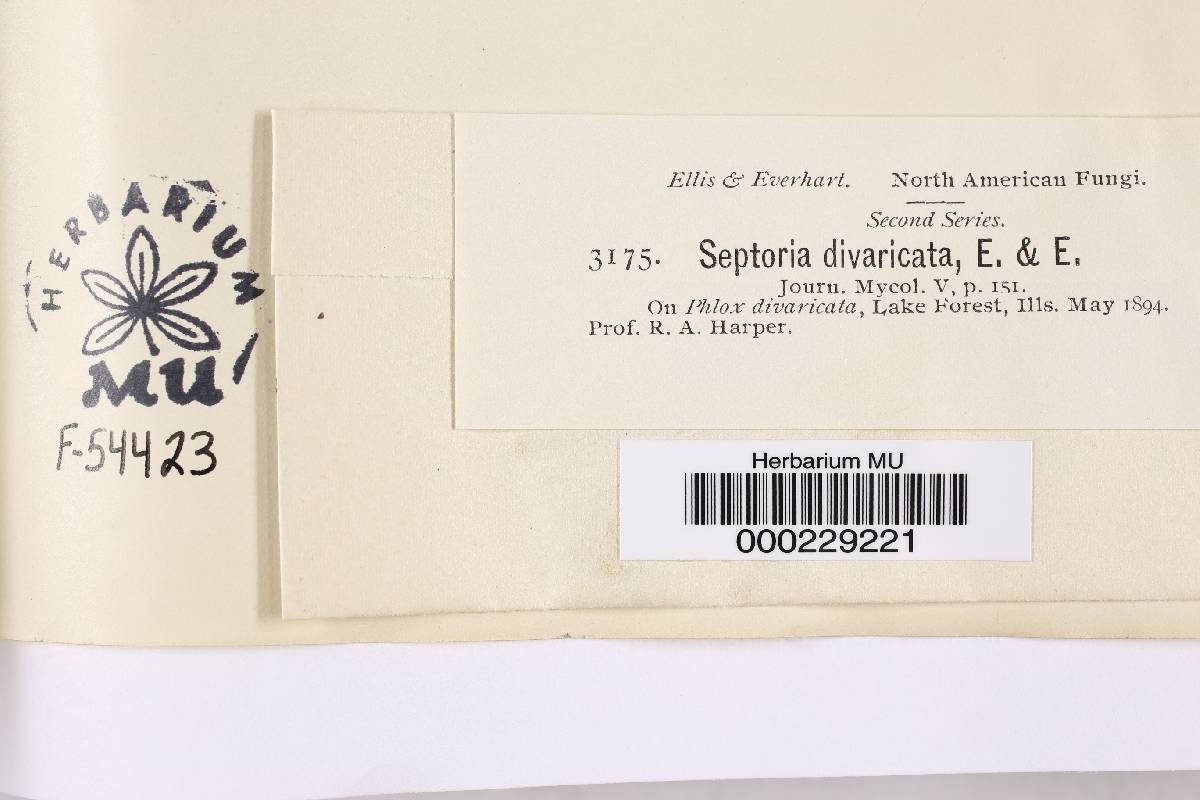 HERBARIUM
MU
F-54423
Ellis & Everhart. North American Fungi.
Second Series.
3175. Septoria divaricata, E. & E.
Journ. Mycol. V, p. 151.
On Phlox divaricata, Lake Forest, Ills. May 1894.
Prof. R. A. Harper.
Herbarium MU
000229221